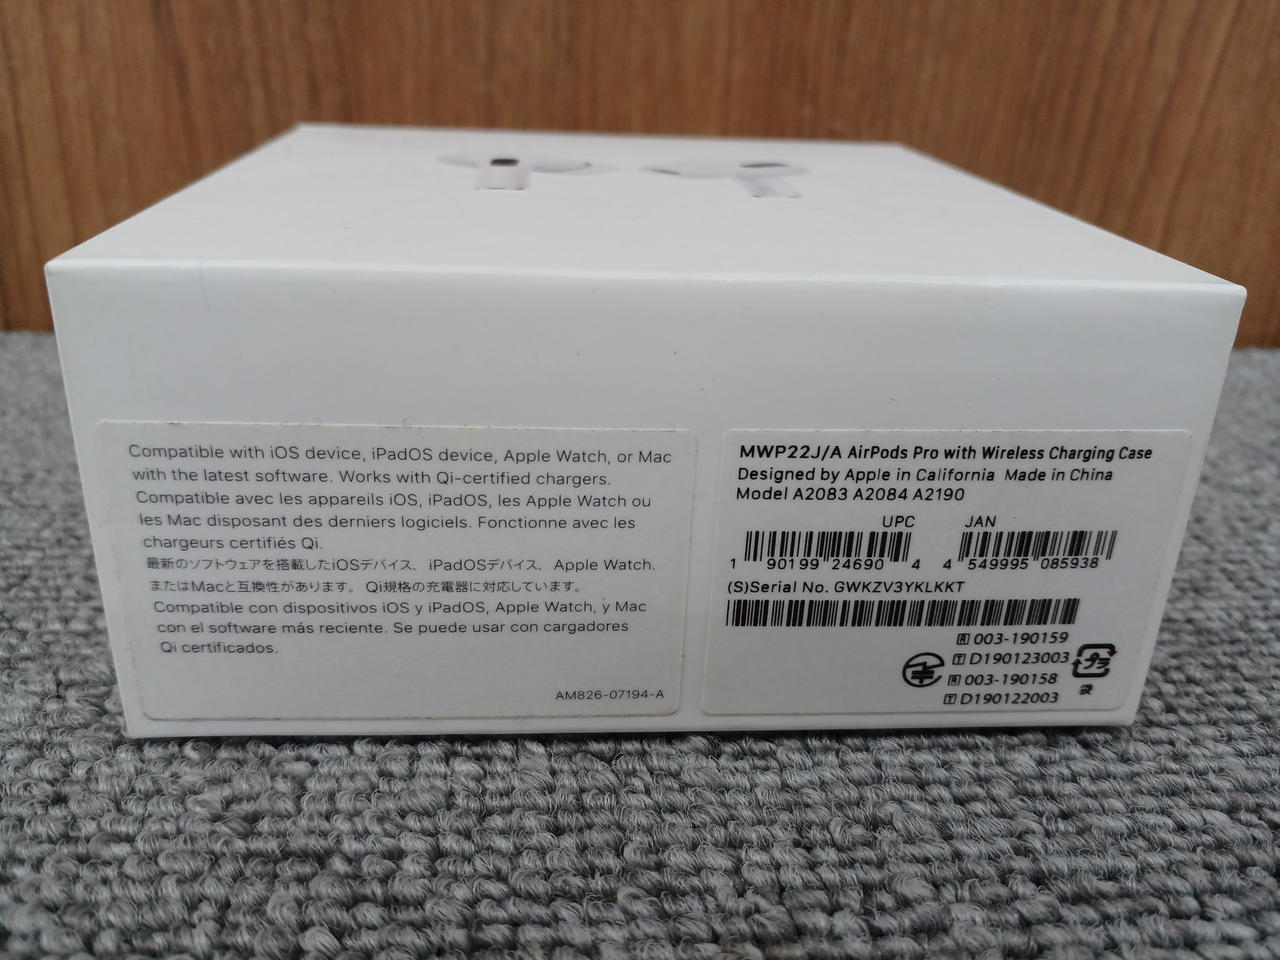 Compatible with iOS device, iPadOS device, Apple Watch, or Mac
with the latest software. Works with Qi-certified chargers.
Compatible avec les appareils iOS, iPadOS, les Apple Watch ou
les Mac disposant des derniers logiciels. Fonctionne avec les
chargeurs certifiés Qi.
最新のソフトウェアを搭載したiOSデバイス、iPadOSデバイス、Apple Watch、
またはMacと互換性があります。 Qi規格の充電器に対応しています。
Compatible con dispositivos iOS y iPadOS, Apple Watch, y Mac
con el software más reciente. Se puede usar con cargadores
Qi certificados.
AM826-07194-A
MWP22J/A AirPods Pro with Wireless Charging Case
Designed by Apple in California Made in China
Model A2083 A2084 A2190
UPC JAN
1 90199 24690 4 4 549995 085938
(S)Serial No. GWKZV3YKLKKT
R 003-190159
T D190123003
R 003-190158
T D190122003
プラ
袋